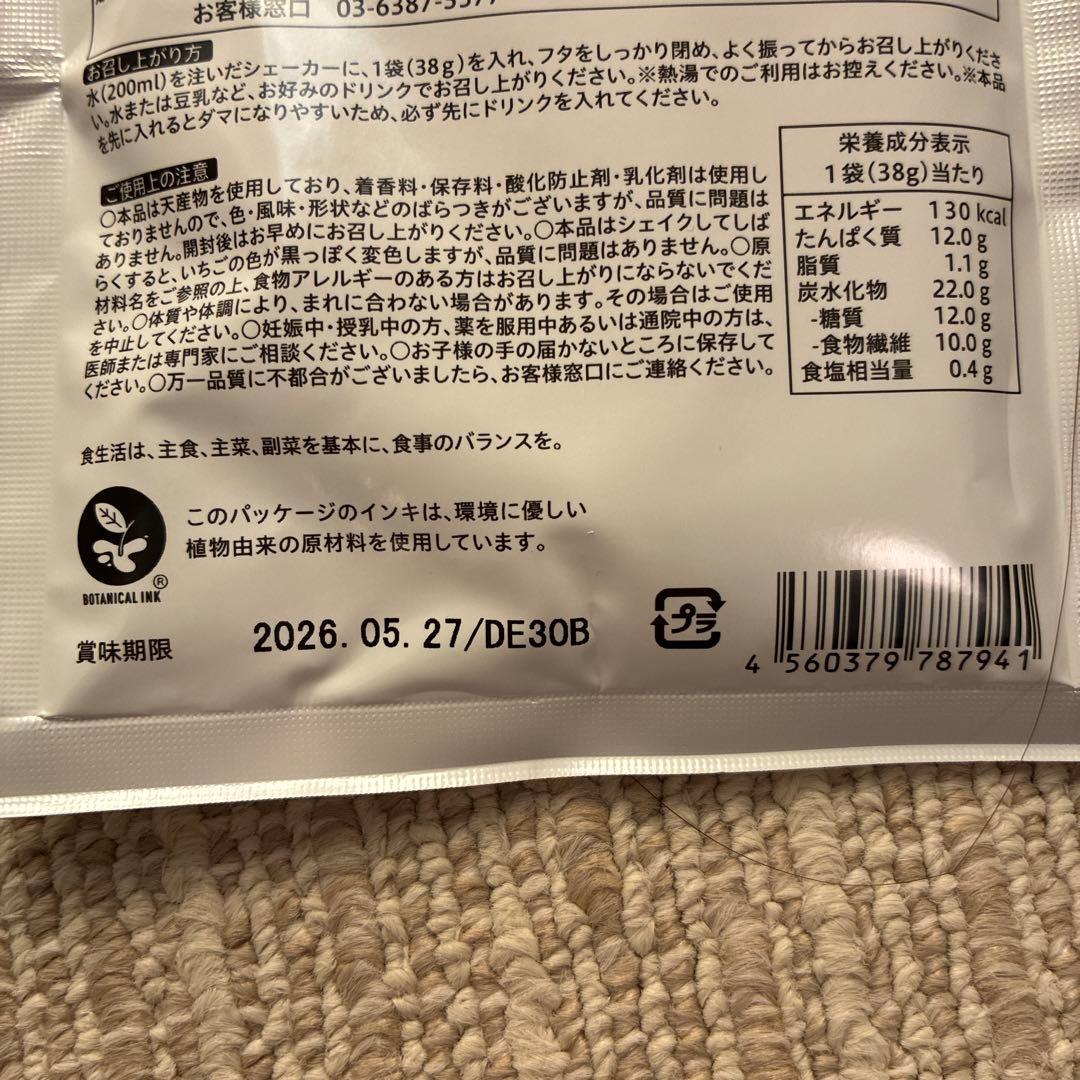 お客様窓口 03-6387-5577
お召し上がり方
水(200ml)を注いだシェーカーに、1袋(38g)を入れ、フタをしっかり閉め、よく振ってからお召し上がりくださ
い。水または豆乳など、お好みのドリンクでお召し上がりください。※熱湯でのご利用はお控えください。※本品
を先に入れるとダマになりやすいため、必ず先にドリンクを入れてください。
ご使用上の注意
○本品は天産物を使用しており、着香料・保存料・酸化防止剤・乳化剤は使用し
ておりませんので、色・風味・形状などのばらつきがございますが、品質に問題は
ありません。開封後はお早めにお召し上がりください。○本品はシェイクしてしば
らくすると、いちごの色が黒っぽく変色しますが、品質に問題はありません。○原
材料名をご参照の上、食物アレルギーのある方はお召し上がりにならないでくだ
さい。○体質や体調により、まれに合わない場合があります。その場合はご使用
を中止してください。○妊娠中・授乳中の方、薬を服用中あるいは通院中の方は、
医師または専門家にご相談ください。○お子様の手の届かないところに保存して
ください。○万一品質に不都合がございましたら、お客様窓口にご連絡ください。
栄養成分表示
1袋(38g)当たり
エネルギー 130 kcal
たんぱく質 12.0 g
脂質 1.1 g
炭水化物 22.0 g
-糖質 12.0 g
-食物繊維 10.0 g
食塩相当量 0.4 g
食生活は、主食、主菜、副菜を基本に、食事のバランスを。
このパッケージのインキは、環境に優しい
植物由来の原材料を使用しています。
BOTANICAL INK ®
賞味期限 2026.05.27/DE30B
プラ
4 560379 787941